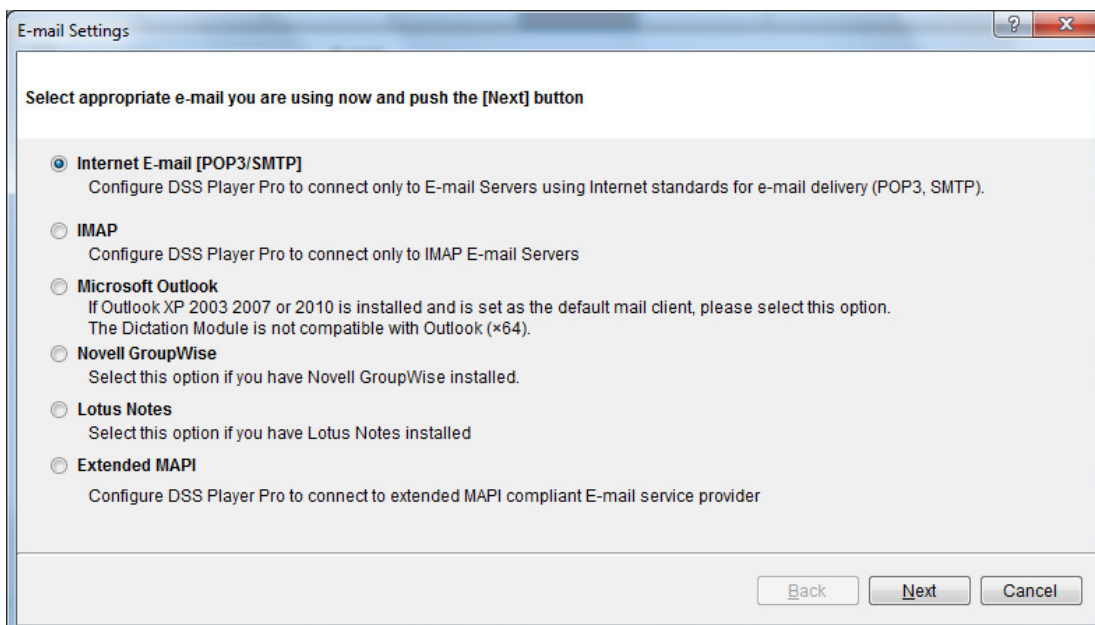 E-mail Settings
?
X
Select appropriate e-mail you are using now and push the [Next] button
Internet E-mail [POP3/SMTP]
Configure DSS Player Pro to connect only to E-mail Servers using Internet standards for e-mail delivery (POP3, SMTP).
IMAP
Configure DSS Player Pro to connect only to IMAP E-mail Servers
Microsoft Outlook
If Outlook XP 2003 2007 or 2010 is installed and is set as the default mail client, please select this option.
The Dictation Module is not compatible with Outlook (×64).
Novell GroupWise
Select this option if you have Novell GroupWise installed.
Lotus Notes
Select this option if you have Lotus Notes installed
Extended MAPI
Configure DSS Player Pro to connect to extended MAPI compliant E-mail service provider
Back Next Cancel